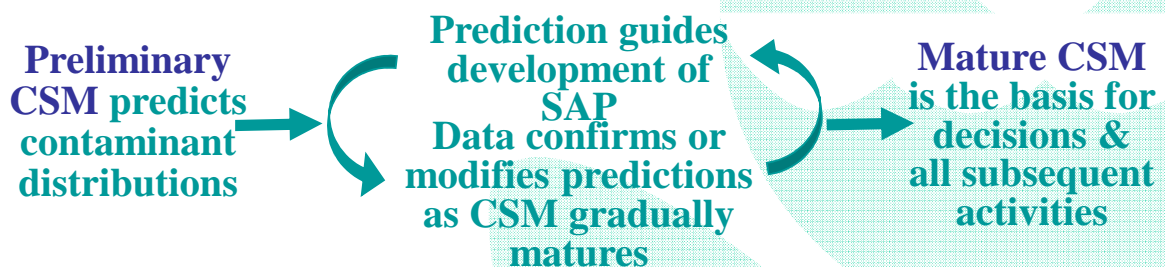 Preliminary
CSM predicts
contaminant
distributions
Prediction guides
development of
SAP
Data confirms or
modifies predictions
as CSM gradually
matures
Mature CSM
is the basis for
decisions &
all subsequent
activities